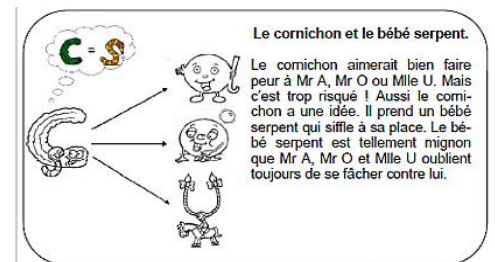 C = S
Le cornichon et le bébé serpent.
Le cornichon aimerait bien faire
peur à Mr A, Mr O ou Mlle U. Mais
c'est trop risqué ! Aussi le corni-
chon a une idée. Il prend un bébé
serpent qui siffle à sa place. Le bé-
bé serpent est tellement mignon
que Mr A, Mr O et Mlle U oublient
toujours de se fâcher contre lui.